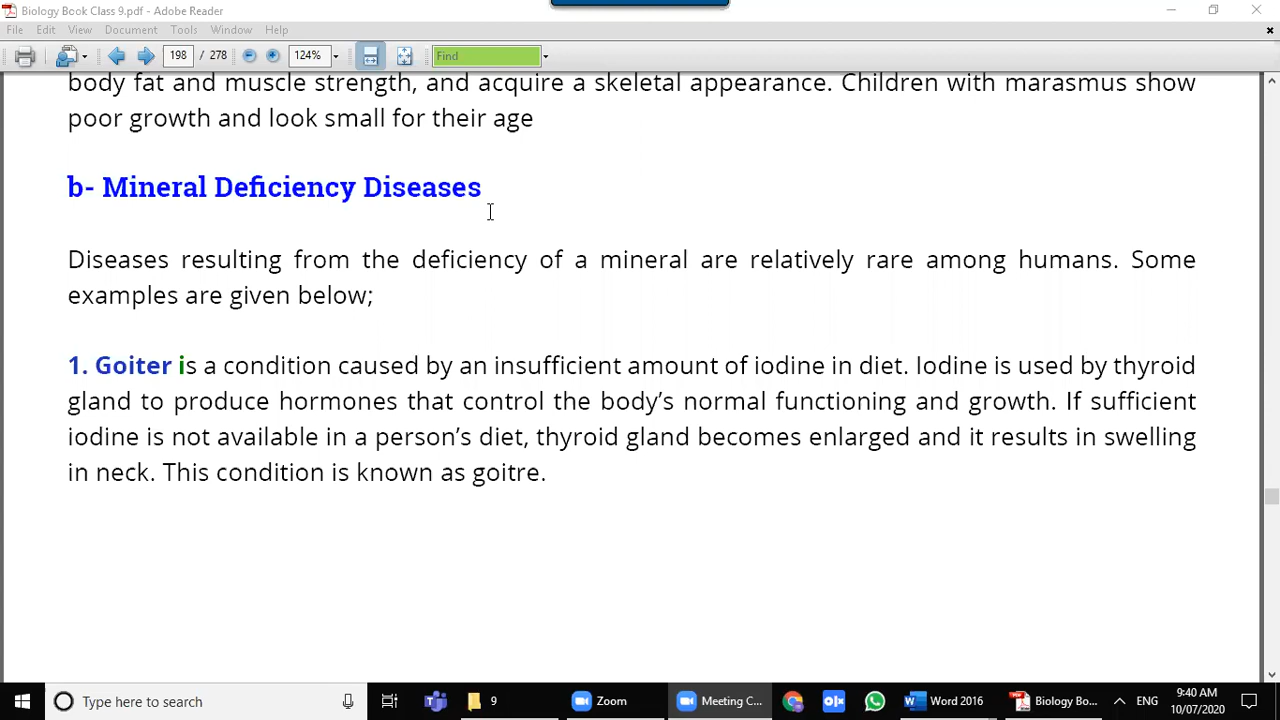 Biology Book Class 9.pdf - Adobe Reader
File Edit View Document Tools Window Help
198 / 278 124% Find
body fat and muscle strength, and acquire a skeletal appearance. Children with marasmus show
poor growth and look small for their age
b- Mineral Deficiency Diseases
Diseases resulting from the deficiency of a mineral are relatively rare among humans. Some
examples are given below;
1. Goiter is a condition caused by an insufficient amount of iodine in diet. Iodine is used by thyroid
gland to produce hormones that control the body’s normal functioning and growth. If sufficient
iodine is not available in a person’s diet, thyroid gland becomes enlarged and it results in swelling
in neck. This condition is known as goitre.
Type here to search 9 Zoom Meeting C... Word 2016 Biology Bo... ENG 9:40 AM
10/07/2020